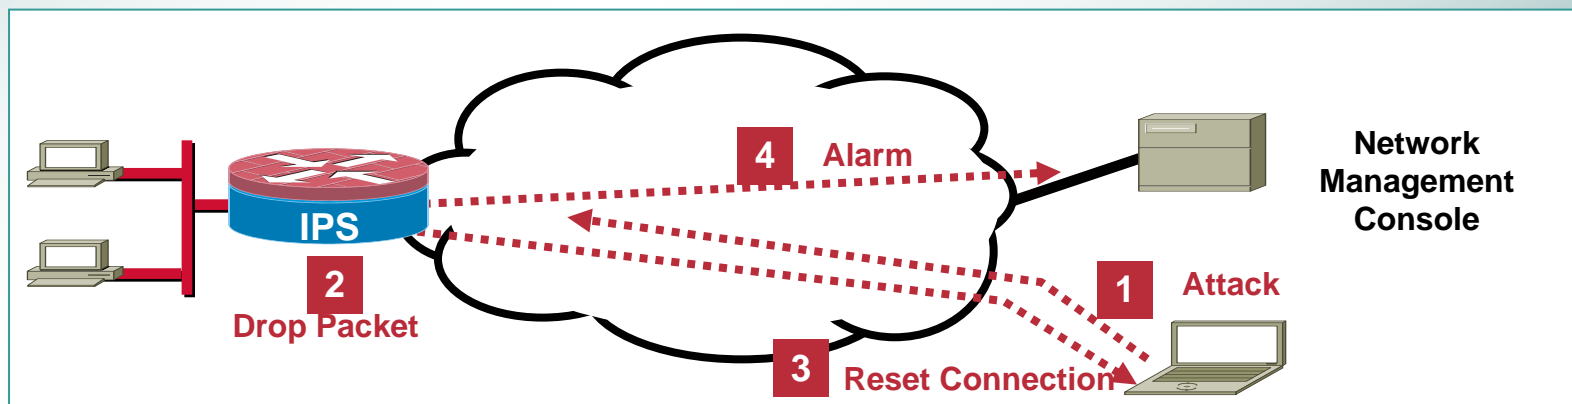 4 Alarm
Network
Management
Console
IPS
2
Drop Packet
1 Attack
3 Reset Connection